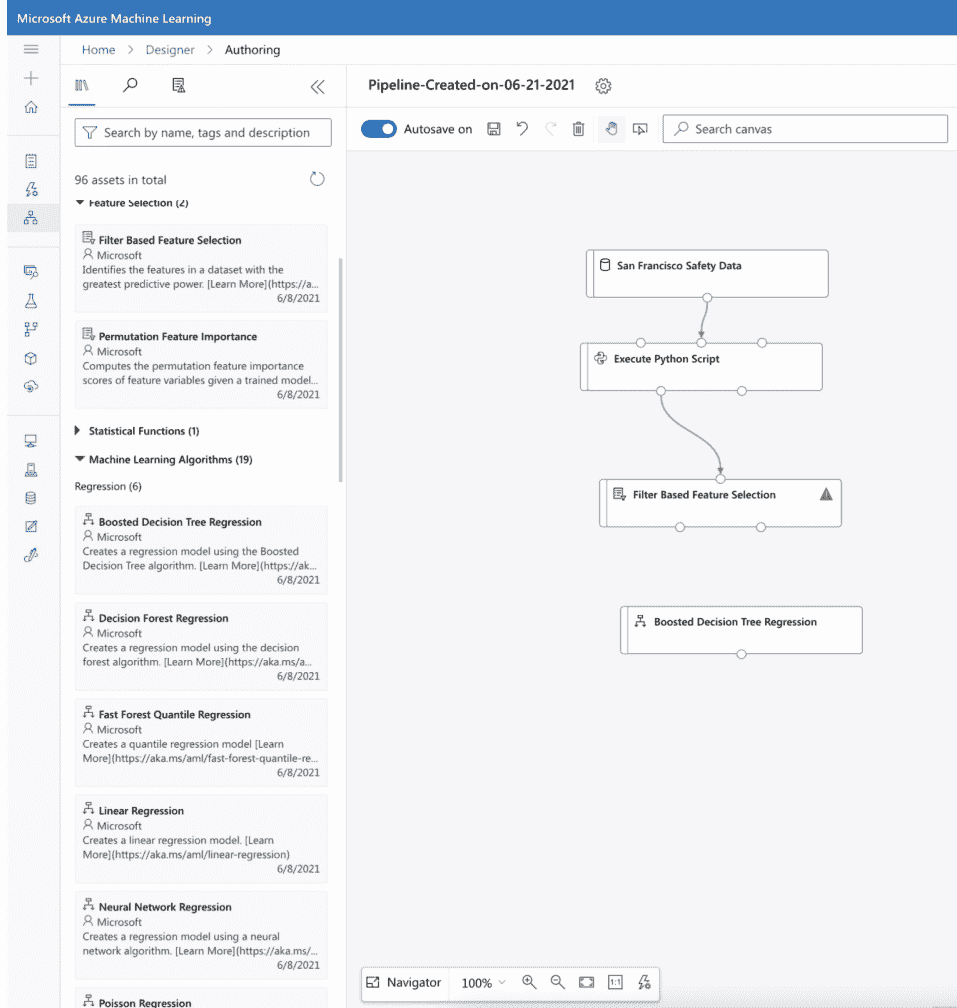 Microsoft Azure Machine Learning
Home > Designer > Authoring
Pipeline-Created-on-06-21-2021
Search by name, tags and description
Autosave on
Search canvas
96 assets in total
Feature Selection (2)
Filter Based Feature Selection
Microsoft
Identifies the features in a dataset with the
greatest predictive power. [Learn More](https://a...
6/8/2021
Permutation Feature Importance
Microsoft
Computes the permutation feature importance
scores of feature variables given a trained model...
6/8/2021
Statistical Functions (1)
Machine Learning Algorithms (19)
Regression (6)
Boosted Decision Tree Regression
Microsoft
Creates a regression model using the Boosted
Decision Tree algorithm. [Learn More](https://ak...
6/8/2021
Decision Forest Regression
Microsoft
Creates a regression model using the decision
forest algorithm. [Learn More](https://aka.ms/a...
6/8/2021
Fast Forest Quantile Regression
Microsoft
Creates a quantile regression model [Learn
More](https://aka.ms/aml/fast-forest-quantile-re...
6/8/2021
Linear Regression
Microsoft
Creates a linear regression model. [Learn
More](https://aka.ms/aml/linear-regression)
6/8/2021
Neural Network Regression
Microsoft
Creates a regression model using a neural
network algorithm. [Learn More](https://aka.ms/...
6/8/2021
Poisson Regression
San Francisco Safety Data
Execute Python Script
Filter Based Feature Selection
Boosted Decision Tree Regression
Navigator
100%
1:1